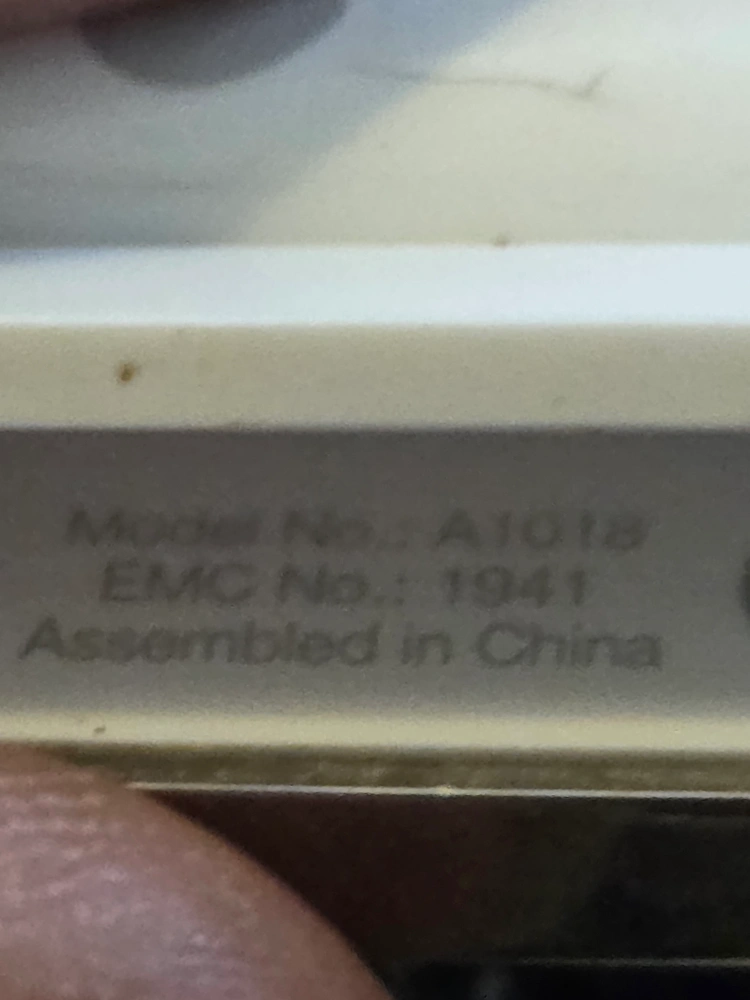 Model No.: A1018
EMC No.: 1941
Assembled in China